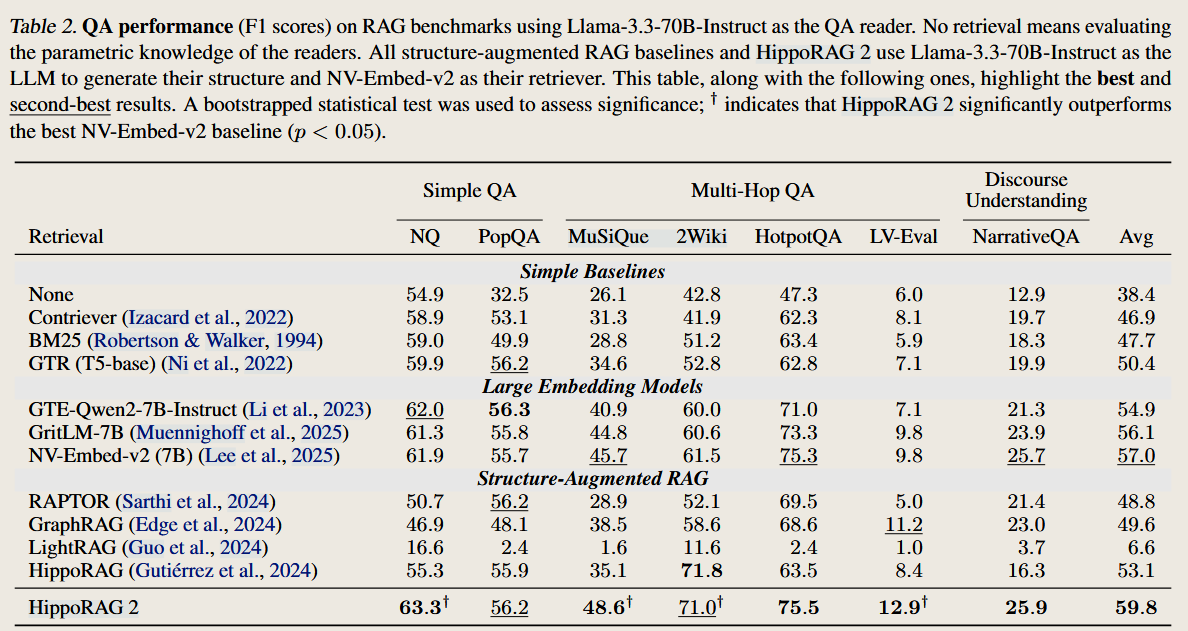 Table 2. QA performance (F1 scores) on RAG benchmarks using Llama-3.3-70B-Instruct as the QA reader. No retrieval means evaluating
the parametric knowledge of the readers. All structure-augmented RAG baselines and HippoRAG 2 use Llama-3.3-70B-Instruct as the
LLM to generate their structure and NV-Embed-v2 as their retriever. This table, along with the following ones, highlight the best and
second-best results. A bootstrapped statistical test was used to assess significance; † indicates that HippoRAG 2 significantly outperforms
the best NV-Embed-v2 baseline (p < 0.05).
Simple QA Multi-Hop QA Discourse Understanding
Retrieval NQ PopQA MuSiQue 2Wiki HotpotQA LV-Eval NarrativeQA Avg
Simple Baselines
None 54.9 32.5 26.1 42.8 47.3 6.0 12.9 38.4
Contriever (Izacard et al., 2022) 58.9 53.1 31.3 41.9 62.3 8.1 19.7 46.9
BM25 (Robertson & Walker, 1994) 59.0 49.9 28.8 51.2 63.4 5.9 18.3 47.7
GTR (T5-base) (Ni et al., 2022) 59.9 56.2 34.6 52.8 62.8 7.1 19.9 50.4
Large Embedding Models
GTE-Qwen2-7B-Instruct (Li et al., 2023) 62.0 56.3 40.9 60.0 71.0 7.1 21.3 54.9
GritLM-7B (Muennighoff et al., 2025) 61.3 55.8 44.8 60.6 73.3 9.8 23.9 56.1
NV-Embed-v2 (7B) (Lee et al., 2025) 61.9 55.7 45.7 61.5 75.3 9.8 25.7 57.0
Structure-Augmented RAG
RAPTOR (Sarthi et al., 2024) 50.7 56.2 28.9 52.1 69.5 5.0 21.4 48.8
GraphRAG (Edge et al., 2024) 46.9 48.1 38.5 58.6 68.6 11.2 23.0 49.6
LightRAG (Guo et al., 2024) 16.6 2.4 1.6 11.6 2.4 1.0 3.7 6.6
HippoRAG (Gutiérrez et al., 2024) 55.3 55.9 35.1 71.8 63.5 8.4 16.3 53.1
HippoRAG 2 63.3† 56.2 48.6† 71.0† 75.5 12.9† 25.9 59.8